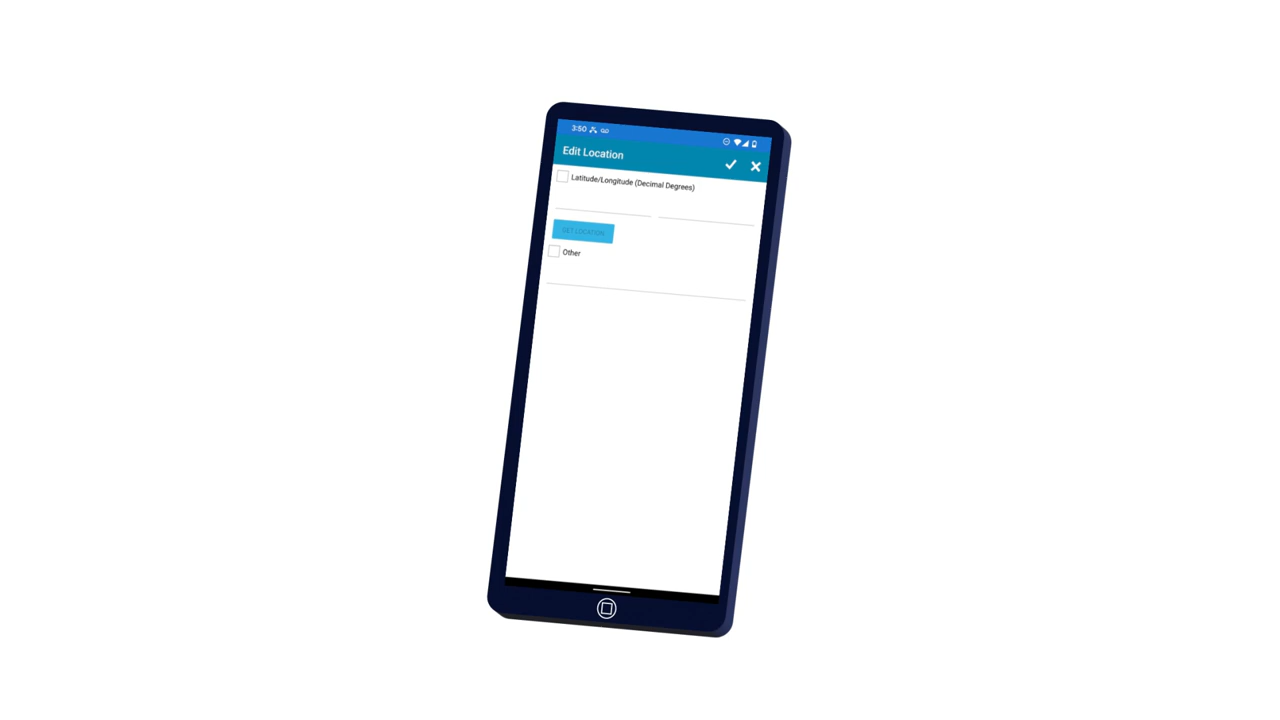 3:50
Edit Location
Latitude/Longitude (Decimal Degrees)
GET LOCATION
Other